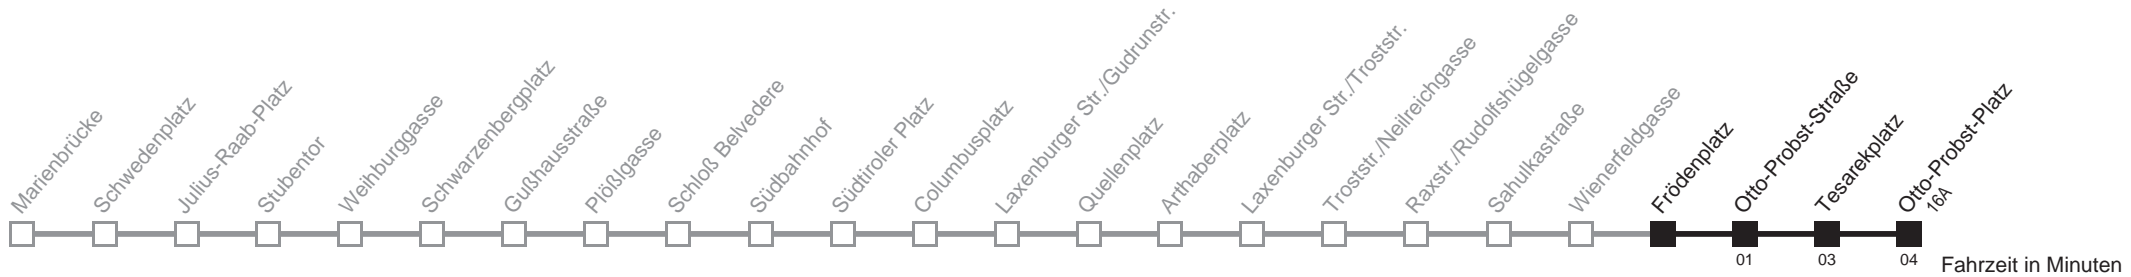 Marienbrücke
Schwedenplatz
Julius-Raab-Platz
Stubentor
Weihburggasse
Schwarzenbergplatz
Gußhausstraße
Plößlgasse
Schloß Belvedere
Südbahnhof
Südtiroler Platz
Columbusplatz
Laxenburger Str./Gudrunstr.
Quellenplatz
Arthaberplatz
Laxenburger Str./Troststr.
Troststr./Neilreichgasse
Raxstr./Rudolfshügelgasse
Sahulkastraße
Wienerfeldgasse
Frödenplatz
Otto-Probst-Straße
Tesarekplatz
Otto-Probst-Platz
16A
01
03
04
Fahrzeit in Minuten